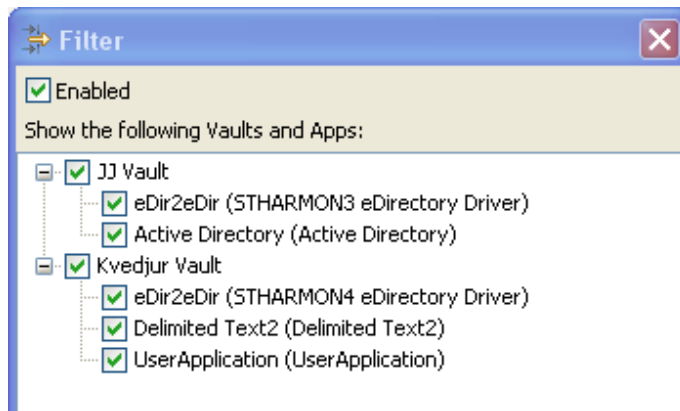 Filter
Enabled
Show the following Vaults and Apps:
JJ Vault
eDir2eDir (STHARMON3 eDirectory Driver)
Active Directory (Active Directory)
Kvedjur Vault
eDir2eDir (STHARMON4 eDirectory Driver)
Delimited Text2 (Delimited Text2)
UserApplication (UserApplication)